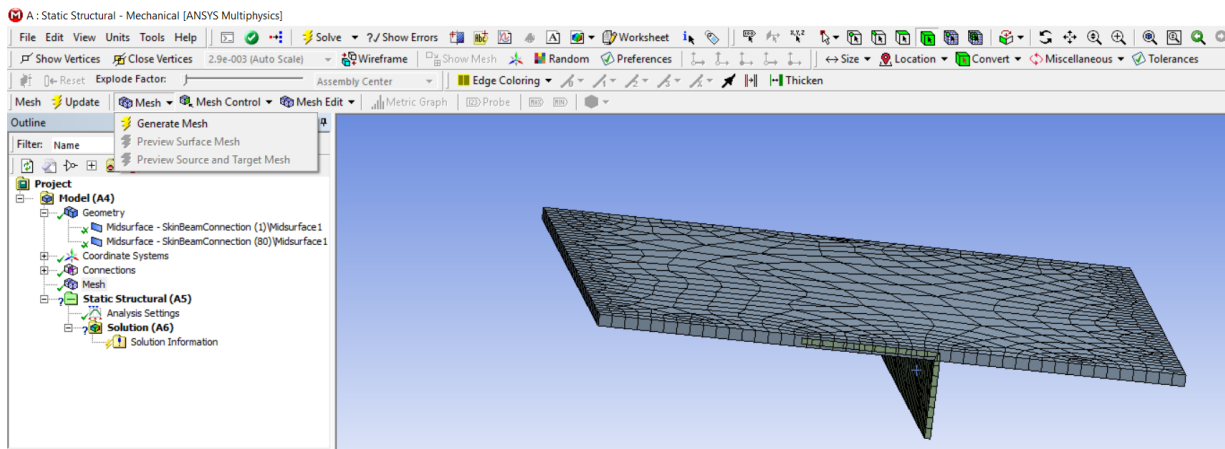 A : Static Structural - Mechanical [ANSYS Multiphysics]
File Edit View Units Tools Help Solve ?/ Show Errors A Worksheet
Show Vertices Close Vertices 2.9e-003 (Auto Scale) Wireframe Show Mesh Random Preferences Size Location Convert Miscellaneous Tolerances
Reset Explode Factor: Assembly Center Edge Coloring Thicken
Mesh Update Mesh Mesh Control Mesh Edit Metric Graph Probe
Outline
Generate Mesh
Filter: Name
Preview Surface Mesh
Preview Source and Target Mesh
Project
Model (A4)
Geometry
Midsurface - SkinBeamConnection (1)\Midsurface1
Midsurface - SkinBeamConnection (80)\Midsurface1
Coordinate Systems
Connections
Mesh
Static Structural (A5)
Analysis Settings
Solution (A6)
Solution Information